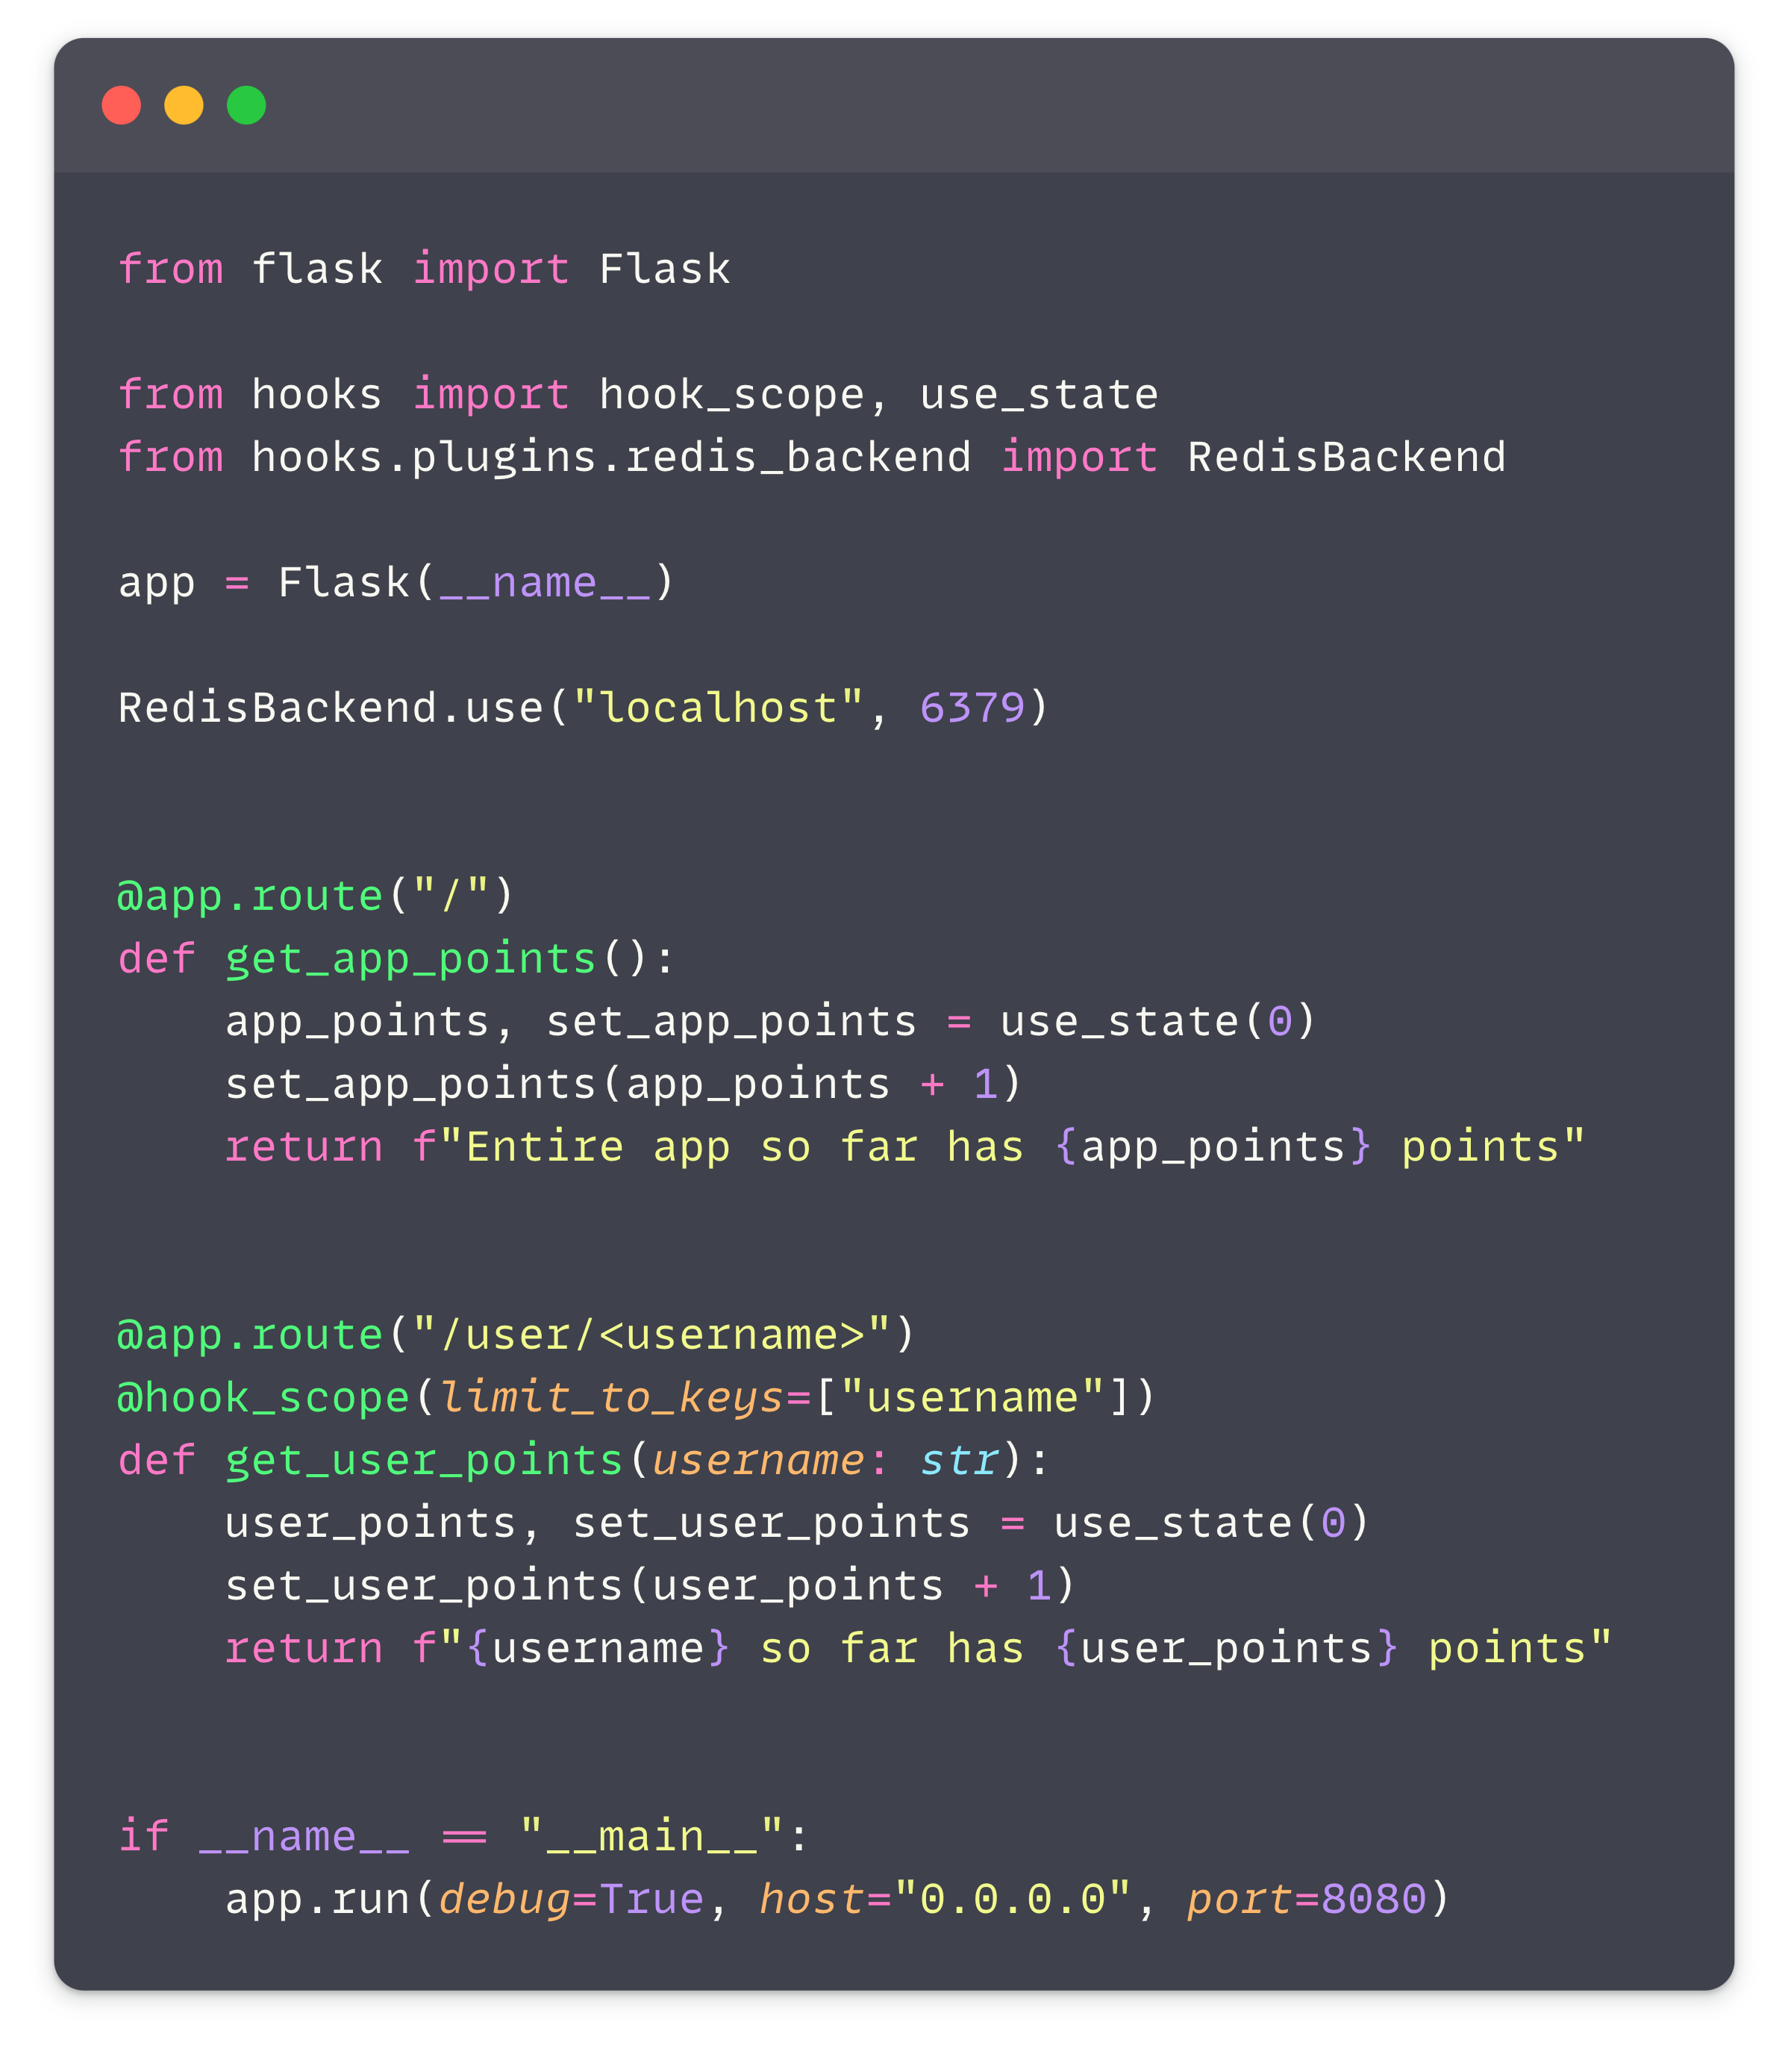 from flask import Flask
from hooks import hook_scope, use_state
from hooks.plugins.redis_backend import RedisBackend
app = Flask(__name__)
RedisBackend.use("localhost", 6379)
@app.route("/")
def get_app_points():
    app_points, set_app_points = use_state(0)
    set_app_points(app_points + 1)
    return f"Entire app so far has {app_points} points"
@app.route("/user/<username>")
@hook_scope(limit_to_keys=["username"])
def get_user_points(username: str):
    user_points, set_user_points = use_state(0)
    set_user_points(user_points + 1)
    return f"{username} so far has {user_points} points"
if __name__ == "__main__":
    app.run(debug=True, host="0.0.0.0", port=8080)